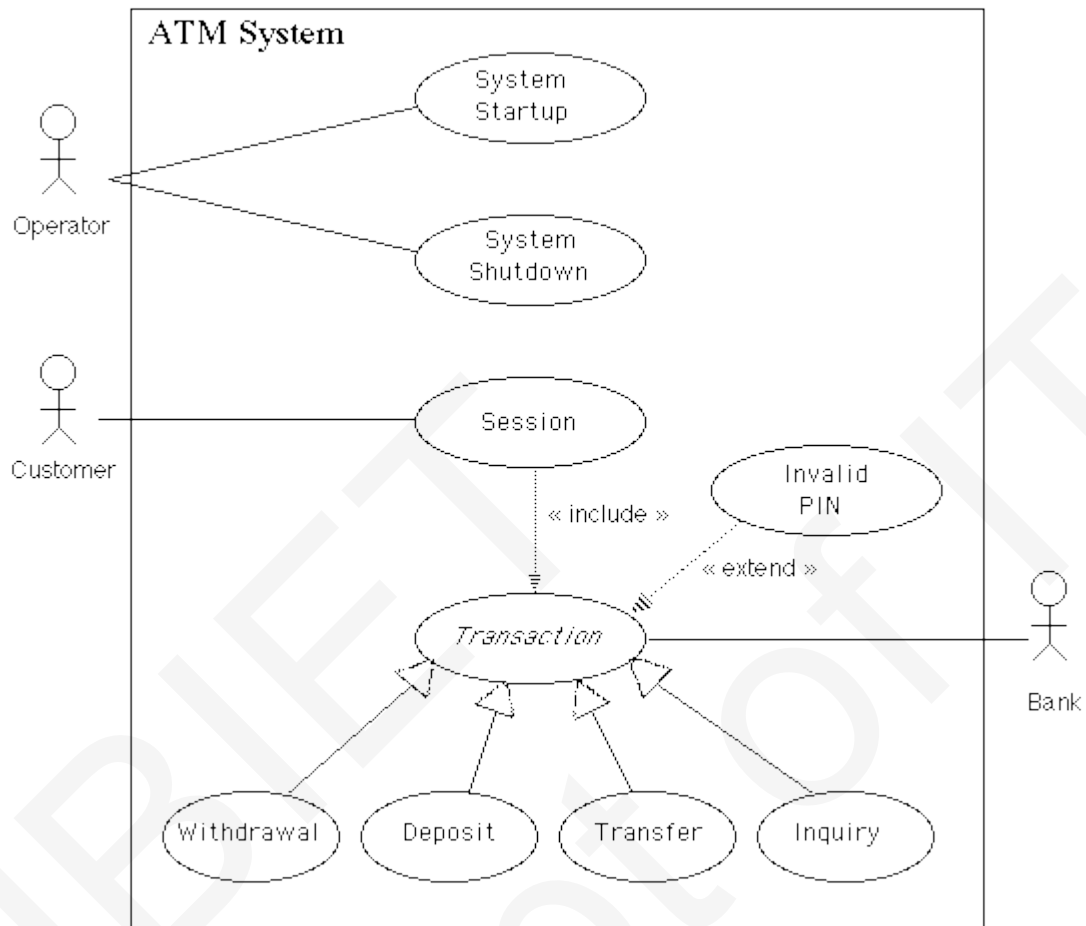 ATM System
System
Startup
Operator
System
Shutdown
Customer
Session
Invalid
PIN
« include »
« extend »
Transaction
Bank
Withdrawal
Deposit
Transfer
Inquiry